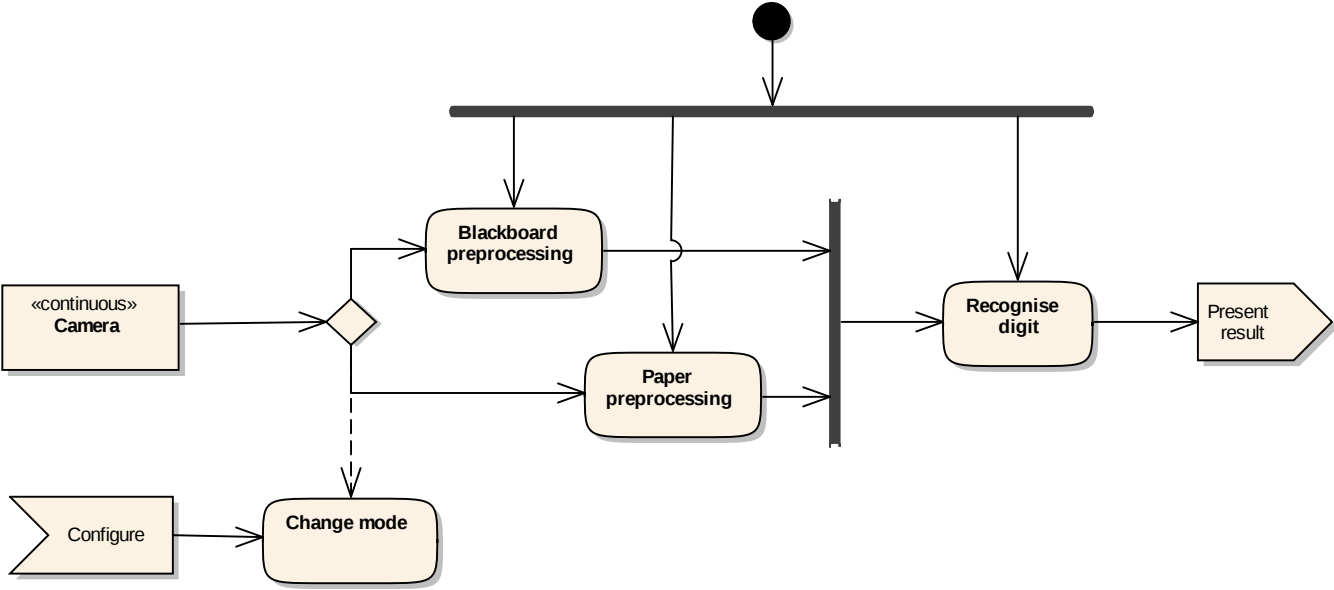 Blackboard
preprocessing
«continuous»
Camera
Recognise
digit
Present
result
Paper
preprocessing
Configure
Change mode